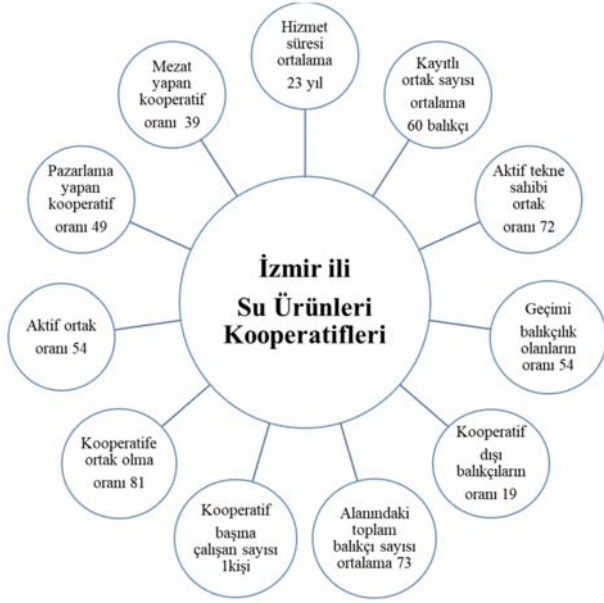 Hizmet
süresi
ortalama
23 yıl
Kayıtlı
ortak sayısı
ortalama
60 balıkçı
Aktif tekne
sahibi
ortak oranı 72
Geçimi
balıkçılık
olanların
oranı 54
Kooperatif
dışı
balıkçıların
oranı 19
Alanındaki
toplam
balıkçı sayısı
ortalama 73
Kooperatif
başına
çalışan sayısı
1kişi
Kooperatife
ortak olma
oranı 81
Aktif ortak
oranı 54
Pazarlama
yapan
kooperatif
oranı 49
Mezat
yapan
kooperatif
oranı 39
İzmir ili
Su Ürünleri
Kooperatifleri